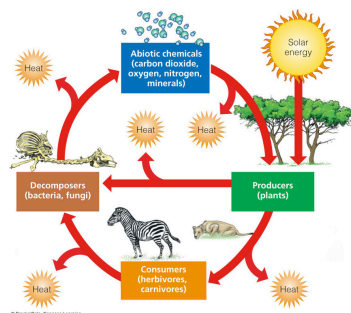 Abiotic chemicals
(carbon dioxide,
oxygen, nitrogen,
minerals)
Solar
energy
Heat
Heat
Heat
Decomposers
(bacteria, fungi)
Producers
(plants)
Consumers
(herbivores,
carnivores)
Heat
Heat